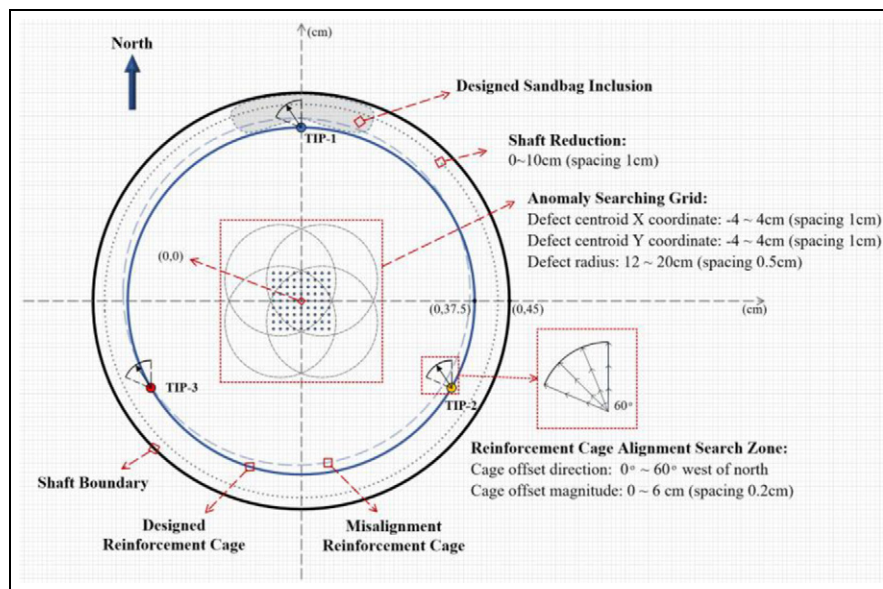 (cm)
North
Designed Sandbag Inclusion
TIP-1
Shaft Reduction:
0~10cm (spacing 1cm)
Anomaly Searching Grid:
Defect centroid X coordinate: -4 ~ 4cm (spacing 1cm)
Defect centroid Y coordinate: -4 ~ 4cm (spacing 1cm)
Defect radius: 12 ~ 20cm (spacing 0.5cm)
(0,0)
(0,37.5)
(0,45)
(cm)
TIP-3
TIP-2
60°
Reinforcement Cage Alignment Search Zone:
Cage offset direction: 0° ~ 60° west of north
Cage offset magnitude: 0 ~ 6 cm (spacing 0.2cm)
Shaft Boundary
Designed
Reinforcement Cage
Misalignment
Reinforcement Cage